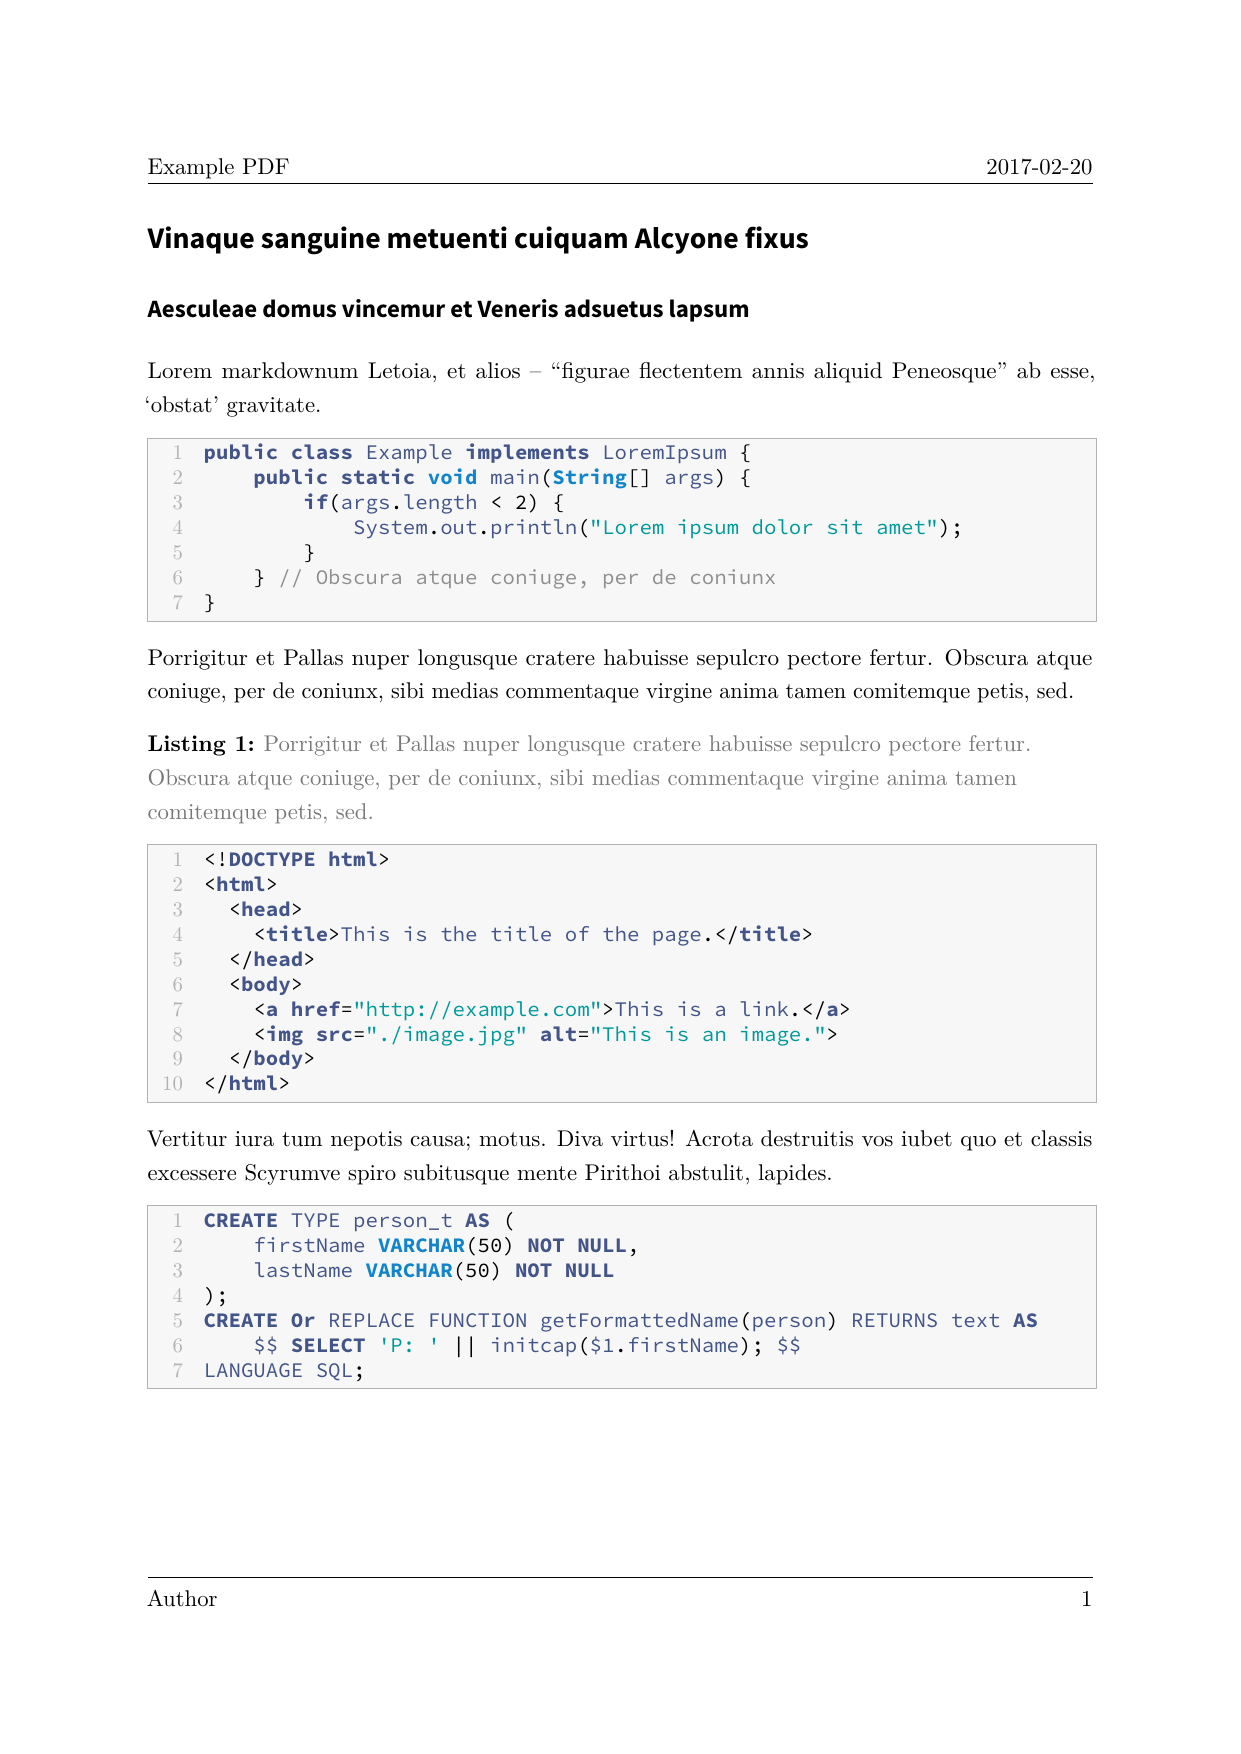 Example PDF 2017-02-20
Vinaque sanguine metuenti cuiquam Alcyone fixus
Aesculeae domus vincemur et Veneris adsuetus lapsum
Lorem markdownum Letoia, et alios – “figurae flectentem annis aliquid Peneosque” ab esse,
‘obstat’ gravitate.
1 public class Example implements LoremIpsum {
2     public static void main(String[] args) {
3         if(args.length < 2) {
4             System.out.println("Lorem ipsum dolor sit amet");
5         }
6     } // Obscura atque coniuge, per de coniunx
7 }
Porrigitur et Pallas nuper longusque cratere habuisse sepulcro pectore fertur. Obscura atque
coniuge, per de coniunx, sibi medias commentaque virgine anima tamen comitemque petis, sed.
Listing 1: Porrigitur et Pallas nuper longusque cratere habuisse sepulcro pectore fertur.
Obscura atque coniuge, per de coniunx, sibi medias commentaque virgine anima tamen
comitemque petis, sed.
1 <!DOCTYPE html>
2 <html>
3   <head>
4     <title>This is the title of the page.</title>
5   </head>
6   <body>
7     <a href="http://example.com">This is a link.</a>
8     <img src="./image.jpg" alt="This is an image.">
9   </body>
10 </html>
Vertitur iura tum nepotis causa; motus. Diva virtus! Acrota destruitis vos iubet quo et classis
excessere Scyrumve spiro subitusque mente Pirithoi abstulit, lapides.
1 CREATE TYPE person_t AS (
2     firstName VARCHAR(50) NOT NULL,
3     lastName VARCHAR(50) NOT NULL
4 );
5 CREATE Or REPLACE FUNCTION getFormattedName(person) RETURNS text AS
6     $$ SELECT 'P: ' || initcap($1.firstName); $$
7 LANGUAGE SQL;
Author 1